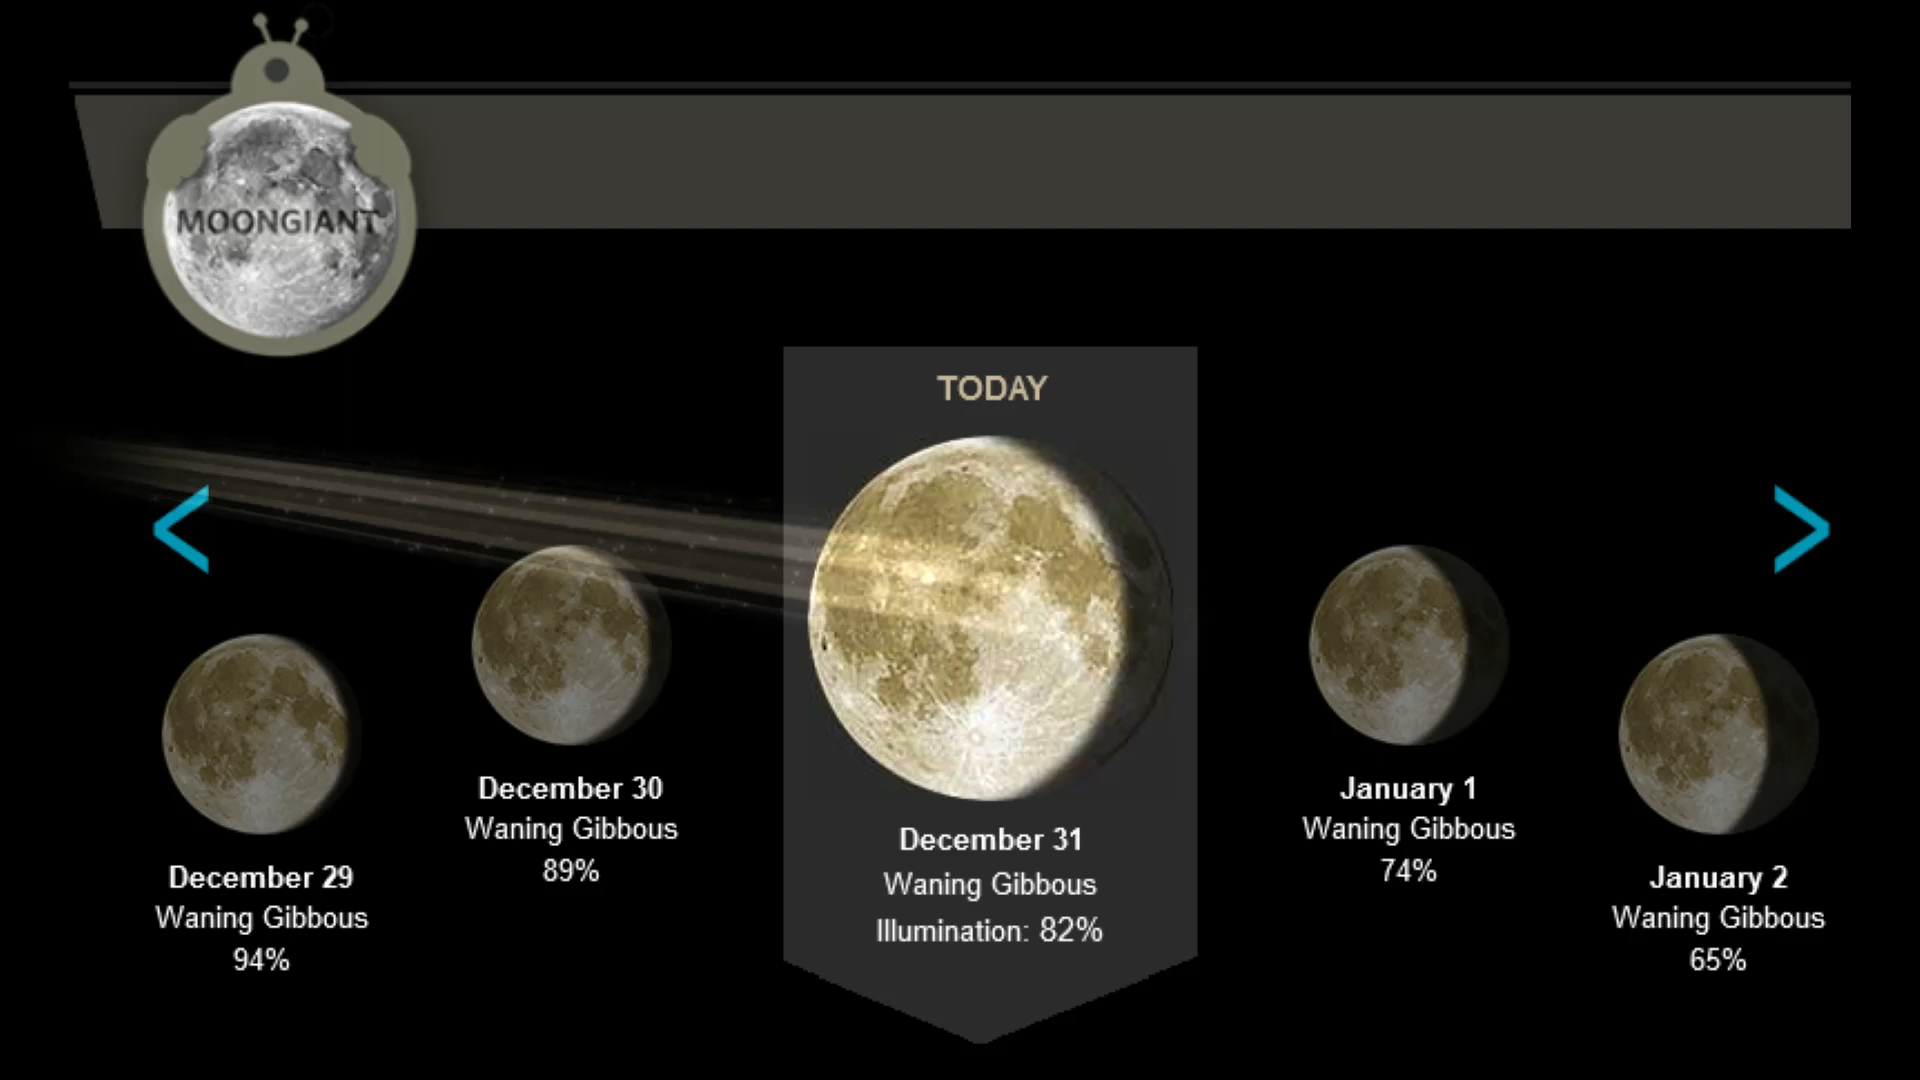 MOONGIANT
TODAY
December 29
Waning Gibbous
94%
December 30
Waning Gibbous
89%
December 31
Waning Gibbous
Illumination: 82%
January 1
Waning Gibbous
74%
January 2
Waning Gibbous
65%